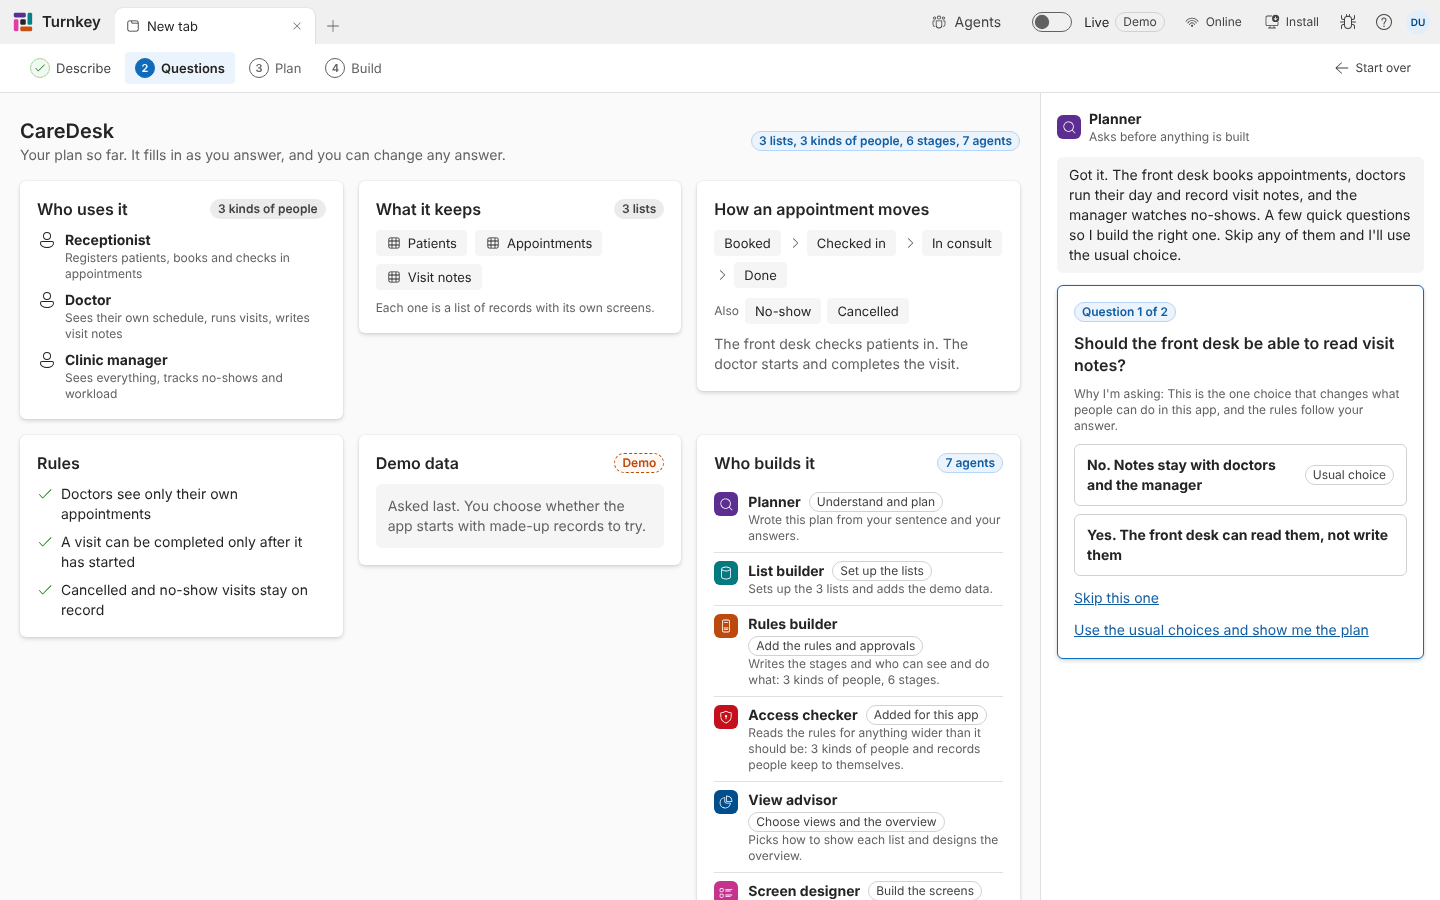 Turnkey
New tab
Agents
Live
Demo
Online
Install
DU
Describe
2 Questions
3 Plan
4 Build
Start over
CareDesk
Your plan so far. It fills in as you answer, and you can change any answer.
3 lists, 3 kinds of people, 6 stages, 7 agents
Who uses it
3 kinds of people
Receptionist
Registers patients, books and checks in
appointments
Doctor
Sees their own schedule, runs visits, writes
visit notes
Clinic manager
Sees everything, tracks no-shows and
workload
What it keeps
3 lists
Patients
Appointments
Visit notes
Each one is a list of records with its own screens.
How an appointment moves
Booked
Checked in
In consult
Done
Also
No-show
Cancelled
The front desk checks patients in. The
doctor starts and completes the visit.
Rules
Doctors see only their own
appointments
A visit can be completed only after it
has started
Cancelled and no-show visits stay on
record
Demo data
Demo
Asked last. You choose whether the
app starts with made-up records to try.
Who builds it
7 agents
Planner
Understand and plan
Wrote this plan from your sentence and your
answers.
List builder
Set up the lists
Sets up the 3 lists and adds the demo data.
Rules builder
Add the rules and approvals
Writes the stages and who can see and do
what: 3 kinds of people, 6 stages.
Access checker
Added for this app
Reads the rules for anything wider than it
should be: 3 kinds of people and records
people keep to themselves.
View advisor
Choose views and the overview
Picks how to show each list and designs the
overview.
Screen designer
Build the screens
Planner
Asks before anything is built
Got it. The front desk books appointments, doctors
run their day and record visit notes, and the
manager watches no-shows. A few quick questions
so I build the right one. Skip any of them and I'll use
the usual choice.
Question 1 of 2
Should the front desk be able to read visit
notes?
Why I'm asking: This is the one choice that changes what
people can do in this app, and the rules follow your
answer.
No. Notes stay with doctors
and the manager
Usual choice
Yes. The front desk can read them, not write
them
Skip this one
Use the usual choices and show me the plan